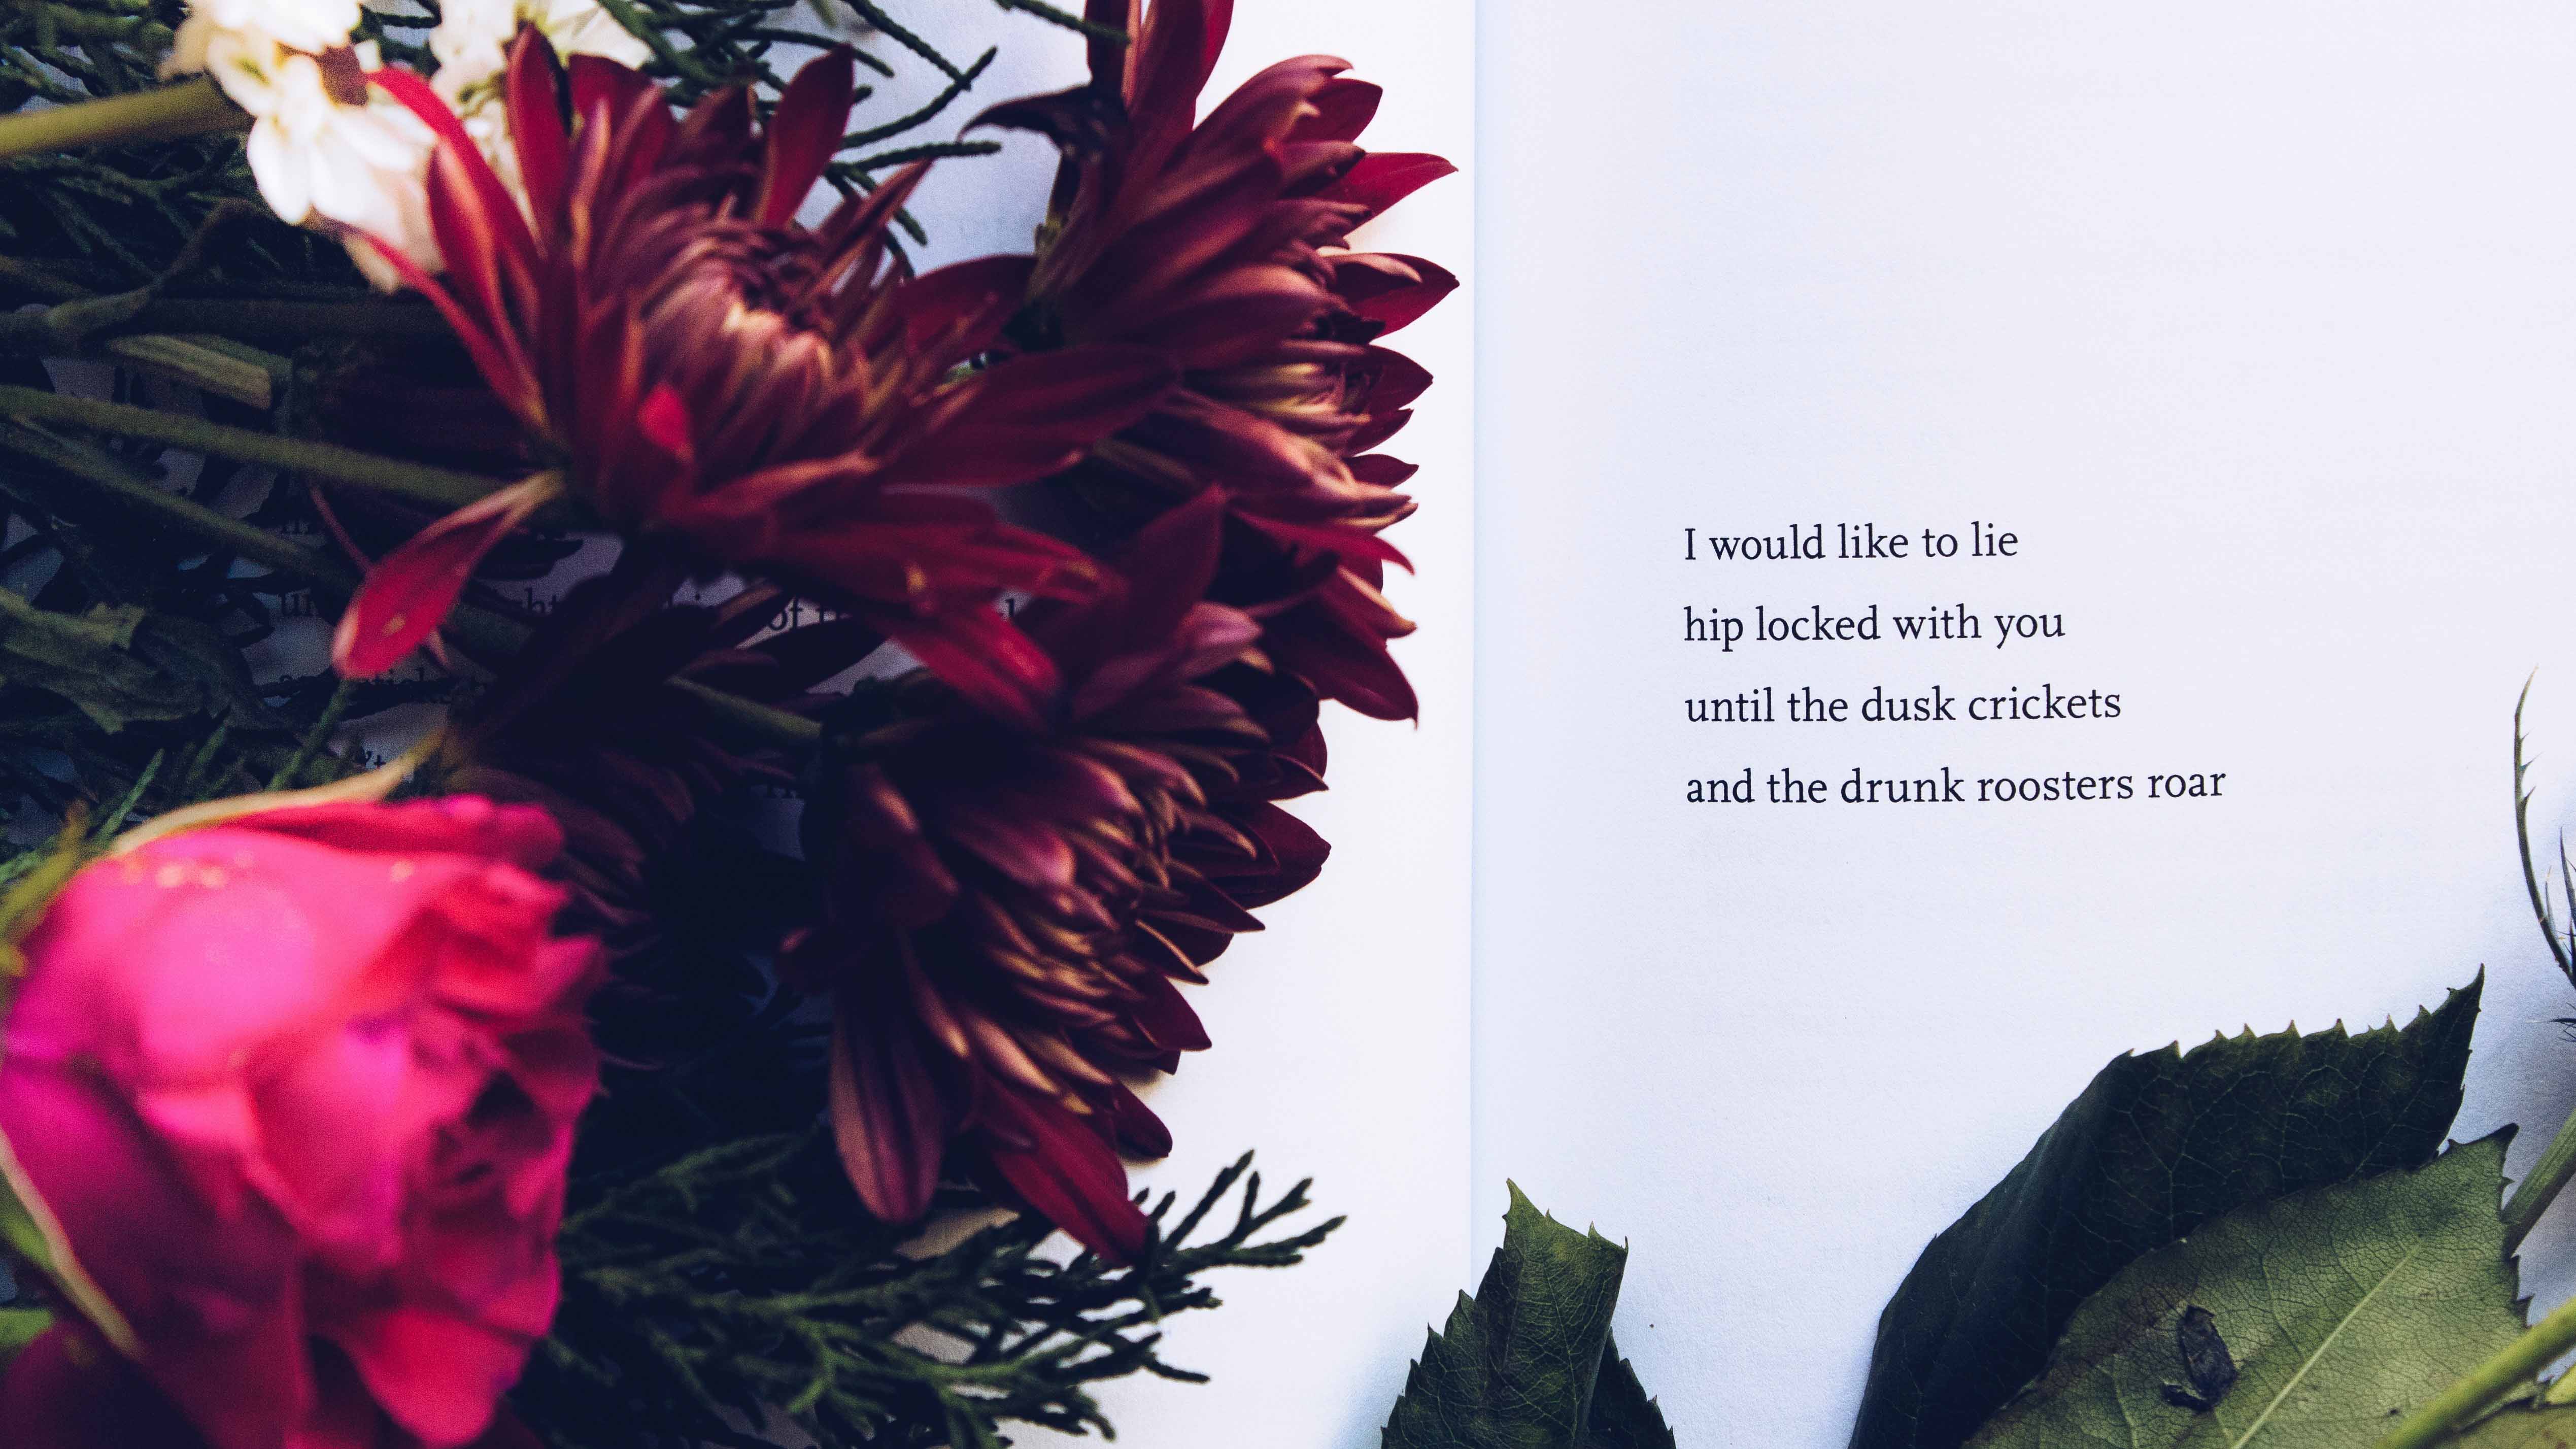 I would like to lie
hip locked with you
until the dusk crickets
and the drunk roosters roar